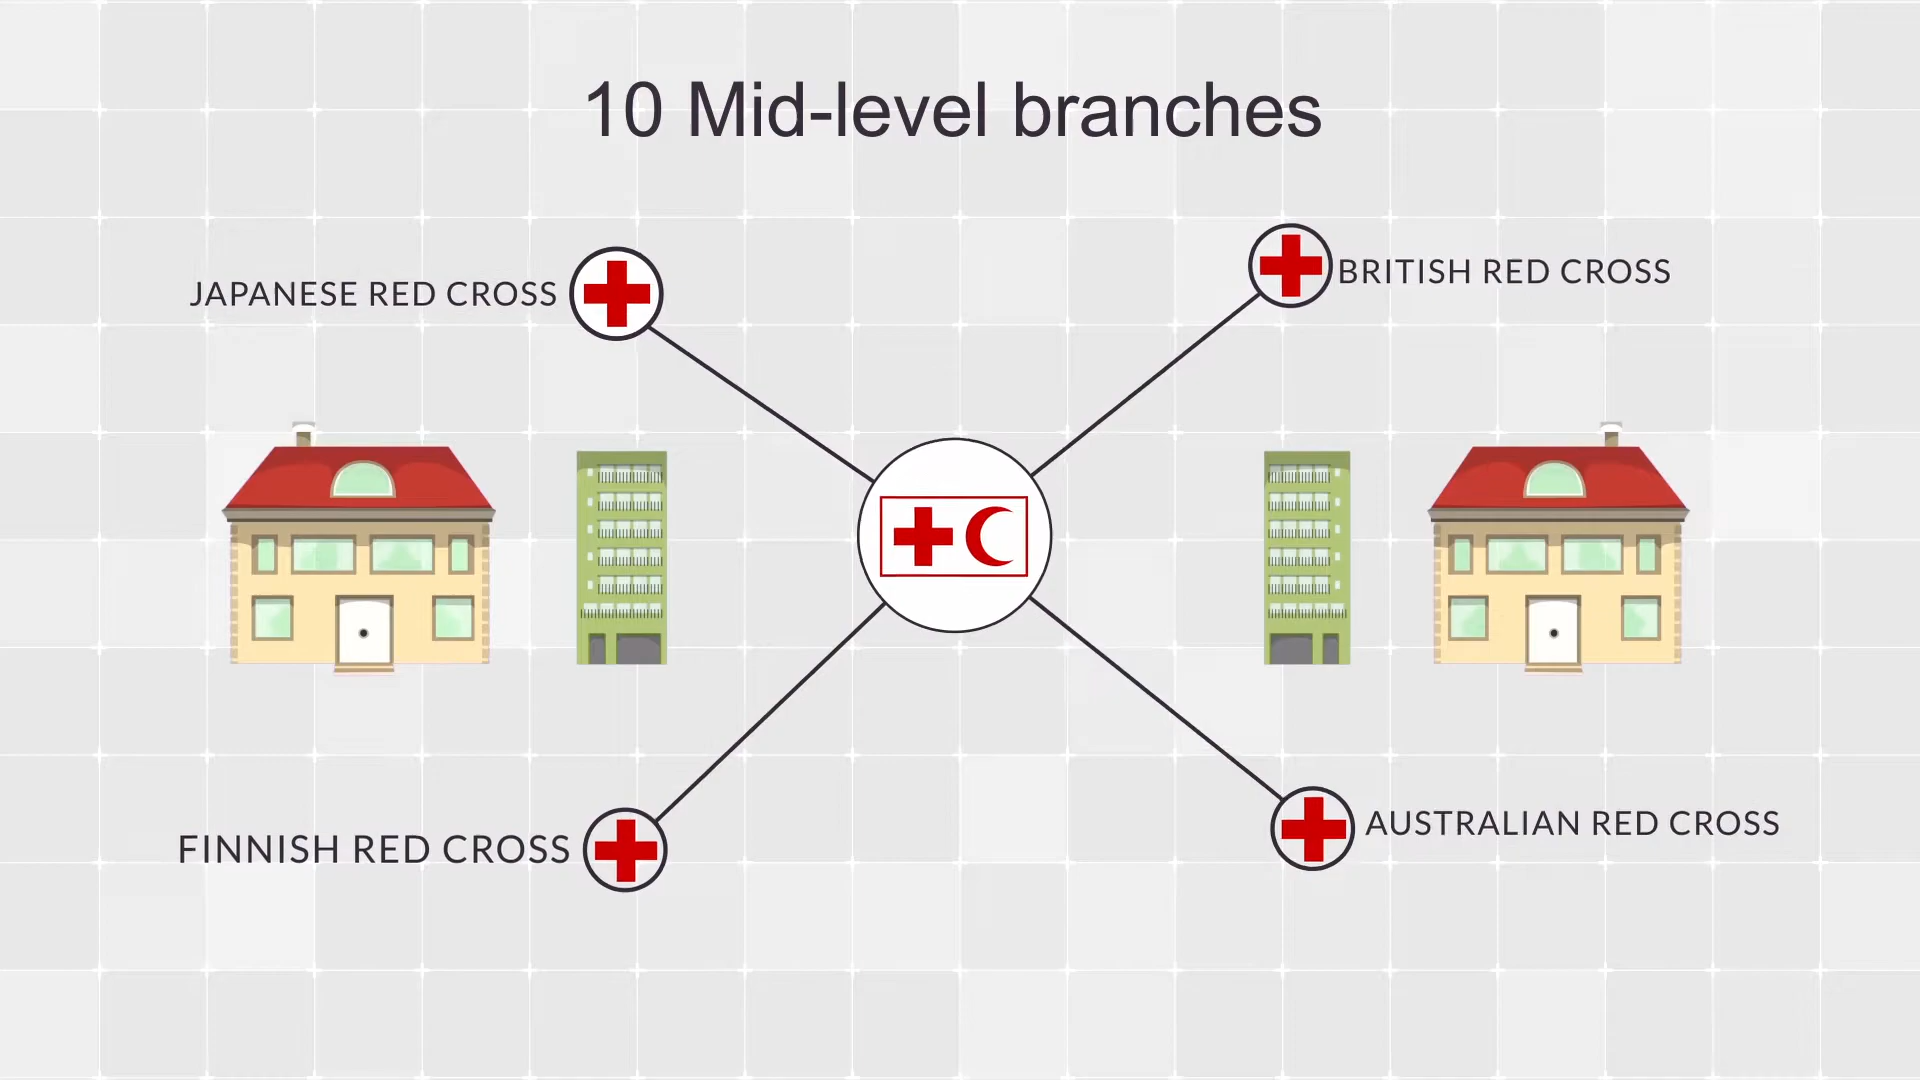 10 Mid-level branches
JAPANESE RED CROSS
BRITISH RED CROSS
FINNISH RED CROSS
AUSTRALIAN RED CROSS